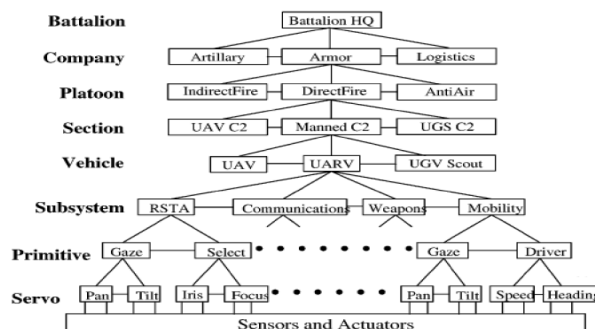 Battalion Battalion HQ
Company Artillary Armor Logistics
Platoon IndirectFire DirectFire AntiAir
Section UAV C2 Manned C2 UGS C2
Vehicle UAV UARV UGV Scout
Subsystem RSTA Communications Weapons Mobility
Primitive Gaze Select Gaze Driver
Servo Pan Tilt Iris Focus Pan Tilt Speed Heading
Sensors and Actuators